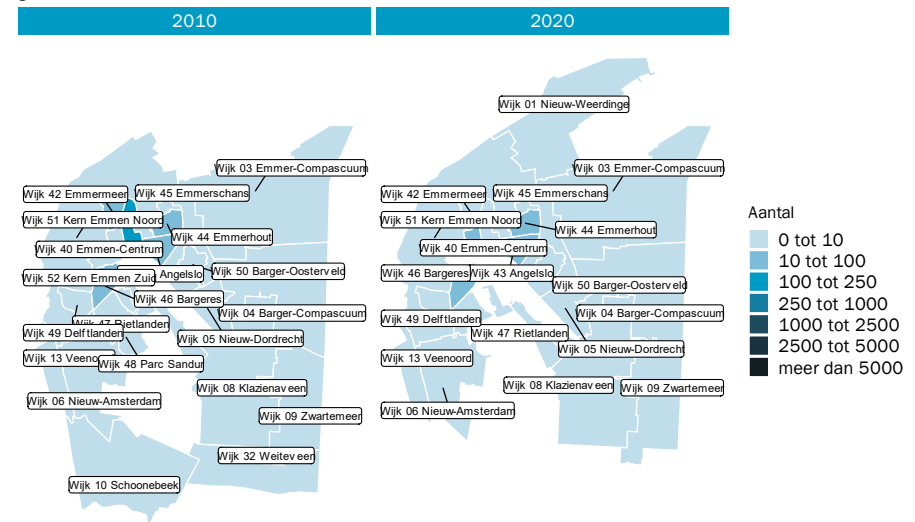 2010
2020
Wijk 01 Nieuw-Weerdinge
Wijk 03 Emmer-Compascuum
Wijk 42 Emmermeer
Wijk 45 Emmerschans
Wijk 51 Kern Emmen Noord
Wijk 44 Emmerhout
Wijk 40 Emmen-Centrum
Angelslo
Wijk 50 Barger-Oosterveld
Wijk 52 Kern Emmen Zuid
Wijk 46 Bargeres
Wijk 04 Barger-Compascuum
Wijk 47 Rietlanden
Wijk 49 Delftlanden
Wijk 05 Nieuw-Dordrecht
Wijk 13 Veenoo
Wijk 48 Parc Sandur
Wijk 08 Klazienaveen
Wijk 06 Nieuw-Amsterdam
Wijk 09 Zwartemeer
Wijk 32 Weiteveen
Wijk 10 Schoonebeek
Wijk 03 Emmer-Compascuum
Wijk 42 Emmermeer
Wijk 45 Emmerschans
Wijk 51 Kern Emmen Noord
Wijk 44 Emmerhout
Wijk 40 Emmen-Centrum
Wijk 46 Bargeres
Wijk 43 Angelslo
Wijk 50 Barger-Oosterveld
Wijk 04 Barger-Compascuum
Wijk 49 Delftlanden
Wijk 47 Rietlanden
Wijk 05 Nieuw-Dordrecht
Wijk 13 Veenoord
Wijk 08 Klazienaveen
Wijk 09 Zwartemeer
Wijk 06 Nieuw-Amsterdam
Aantal
0 tot 10
10 tot 100
100 tot 250
250 tot 1000
1000 tot 2500
2500 tot 5000
meer dan 5000